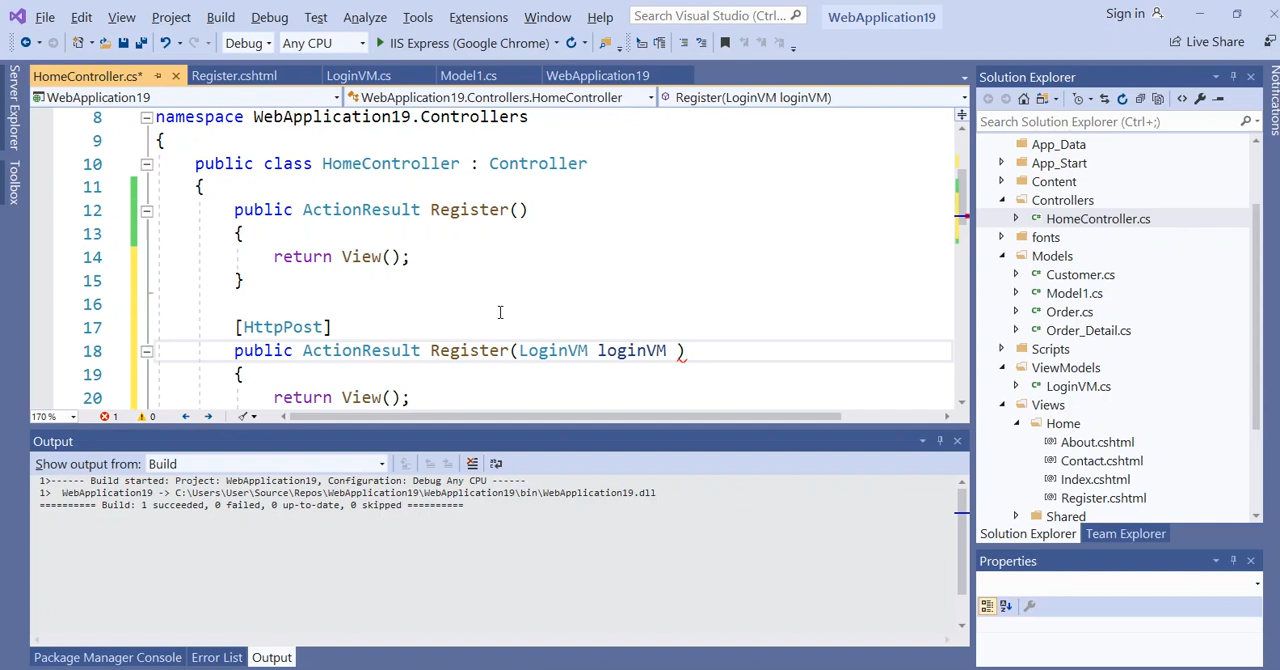 File Edit View Project Build Debug Test Analyze Tools Extensions Window Help Search Visual Studio (Ctrl... WebApplication19 Sign in
Debug Any CPU IIS Express (Google Chrome) Live Share
HomeController.cs* Register.cshtml LoginVM.cs Model1.cs WebApplication19
WebApplication19 WebApplication19.Controllers.HomeController Register(LoginVM loginVM)
Server Explorer
Toolbox
8 namespace WebApplication19.Controllers
9 {
10 public class HomeController : Controller
11 {
12 public ActionResult Register()
13 {
14 return View();
15 }
16
17 [HttpPost]
18 public ActionResult Register(LoginVM loginVM )
19 {
20 return View();
170 % 1 0
Output
Show output from: Build
1>------ Build started: Project: WebApplication19, Configuration: Debug Any CPU ------
1> WebApplication19 -> C:\Users\User\Source\Repos\WebApplication19\WebApplication19\bin\WebApplication19.dll
========== Build: 1 succeeded, 0 failed, 0 up-to-date, 0 skipped ==========
Package Manager Console Error List Output
Solution Explorer
Search Solution Explorer (Ctrl+;)
App_Data
App_Start
Content
Controllers
C# HomeController.cs
fonts
Models
C# Customer.cs
C# Model1.cs
C# Order.cs
C# Order_Detail.cs
Scripts
ViewModels
C# LoginVM.cs
Views
Home
[@] About.cshtml
[@] Contact.cshtml
[@] Index.cshtml
[@] Register.cshtml
Shared
Solution Explorer Team Explorer
Properties
Notifications